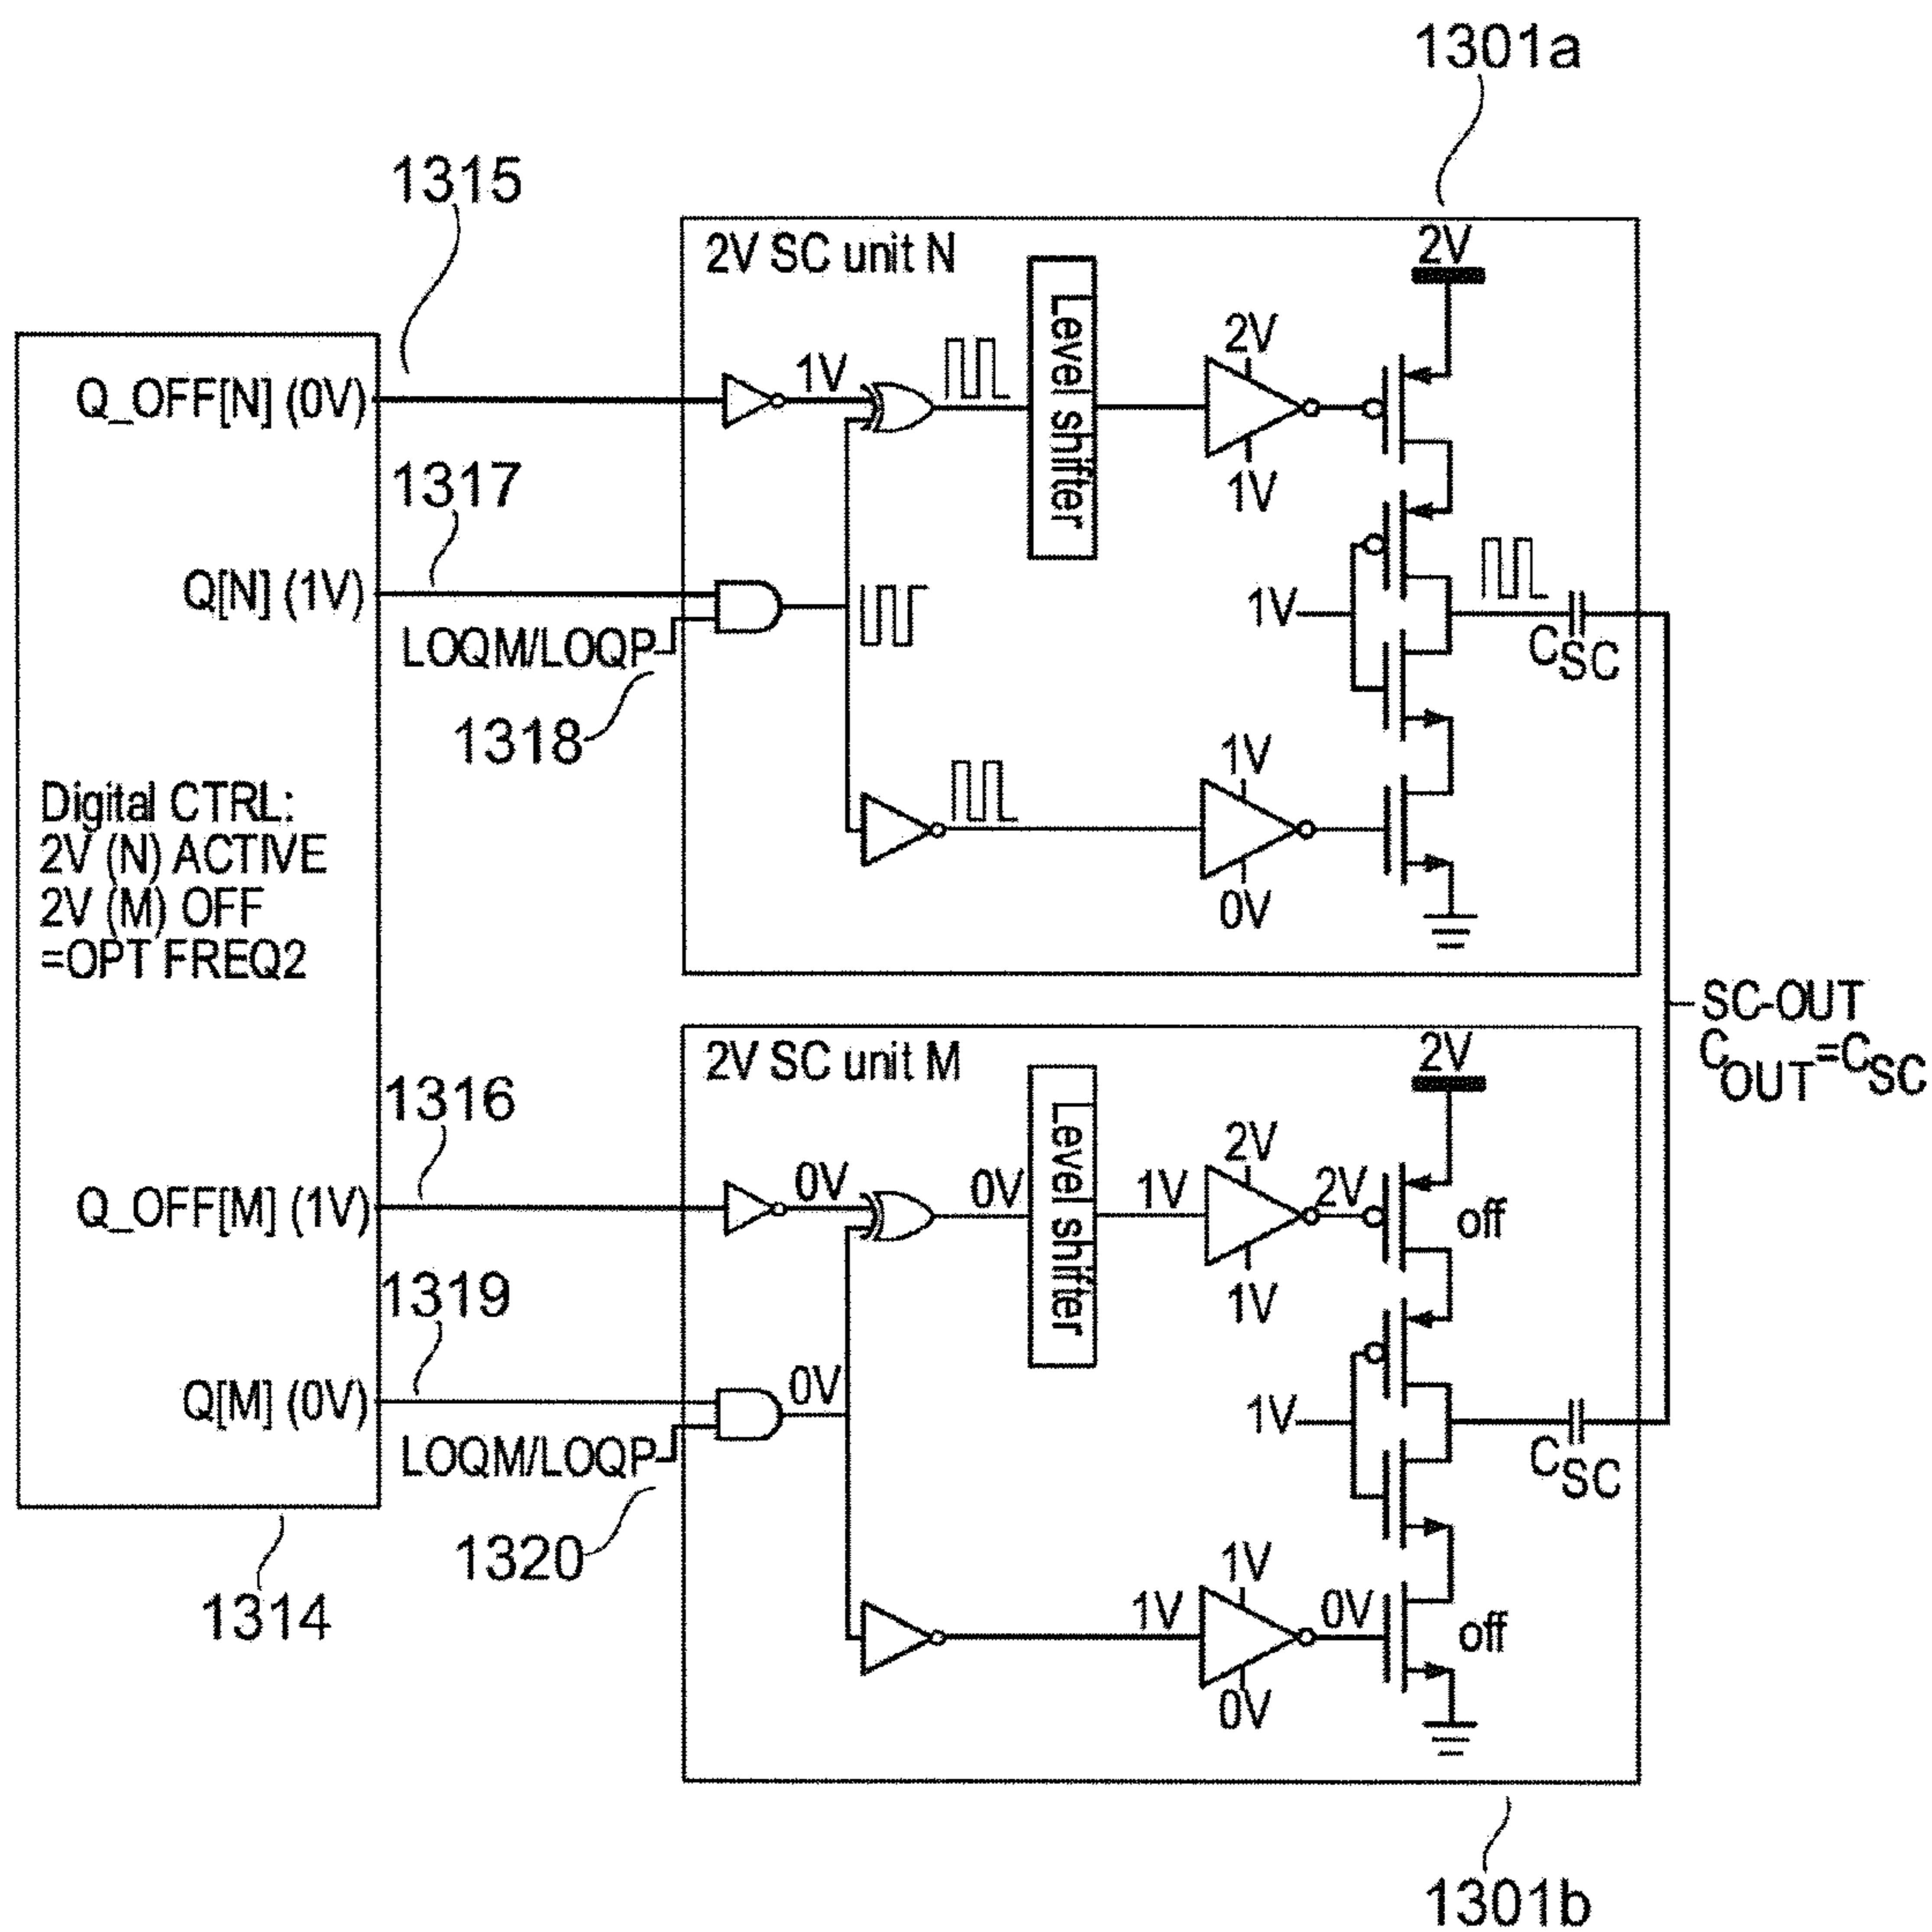 1301a
1315
2V SC unit N
2V
Q_OFF[N] (0V)
1V
Level shifter
2V
1V
1317
Q[N] (1V)
LOQM/LOQP
1318
1V
CSC
1V
0V
Digital CTRL:
2V (N) ACTIVE
2V (M) OFF
=OPT FREQ2
SC-OUT
COUT=CSC
2V SC unit M
2V
1316
Q_OFF[M] (1V)
0V
0V
Level shifter
1V
2V
1V
2V
off
1319
Q[M] (0V)
0V
LOQM/LOQP
1320
1V
CSC
1V
1V
0V
0V
off
1314
1301b